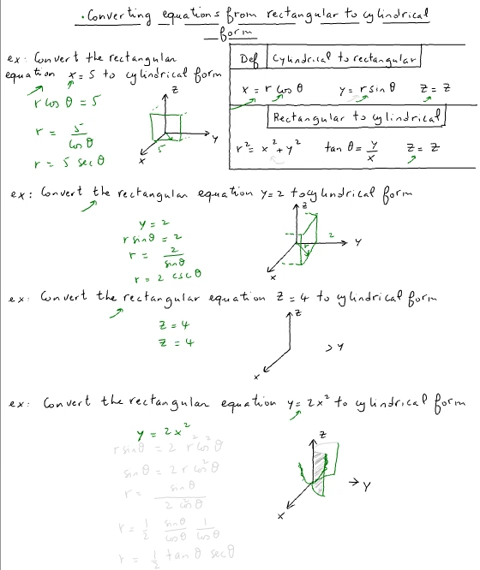 • Converting equations from rectangular to cylindrical
form
ex: Convert the rectangular
equation x = 5 to cylindrical form
r cos θ = 5
r = 5/cos θ
r = 5 sec θ
z
y
x
5
Def Cylindrical to rectangular
x = r cos θ y = r sin θ z = z
Rectangular to cylindrical
r² = x² + y² tan θ = y/x z = z
ex: Convert the rectangular equation y = 2 to cylindrical form
y = 2
r sin θ = 2
r = 2/sin θ
r = 2 csc θ
z
2
y
x
r
ex: Convert the rectangular equation z = 4 to cylindrical form
z = 4
z = 4
z
y
x
ex: Convert the rectangular equation y = 2x² to cylindrical form
y = 2x²
r sin θ = 2 r² cos² θ
sin θ = 2 r cos² θ
r = sin θ / 2 cos² θ
r = 1/2 sin θ/cos θ 1/cos θ
r = 1/2 tan θ sec θ
z
y
x